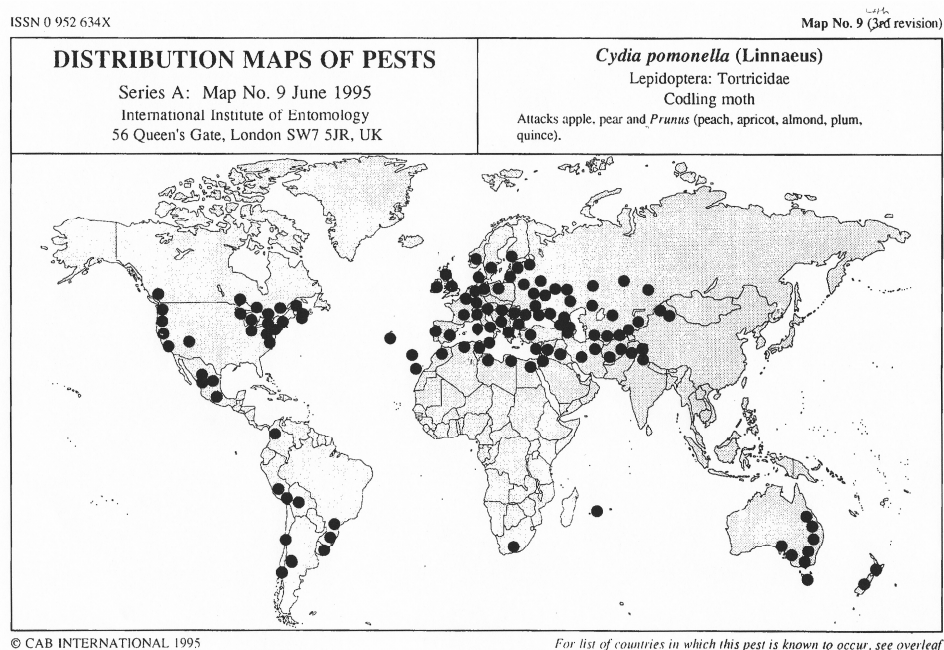 ISSN 0 952 634X
4th
Map No. 9 (3rd revision)
DISTRIBUTION MAPS OF PESTS
Series A: Map No. 9 June 1995
International Institute of Entomology
56 Queen's Gate, London SW7 5JR, UK
Cydia pomonella (Linnaeus)
Lepidoptera: Tortricidae
Codling moth
Attacks apple, pear and Prunus (peach, apricot, almond, plum,
quince).
© CAB INTERNATIONAL 1995
For list of countries in which this pest is known to occur, see overleaf